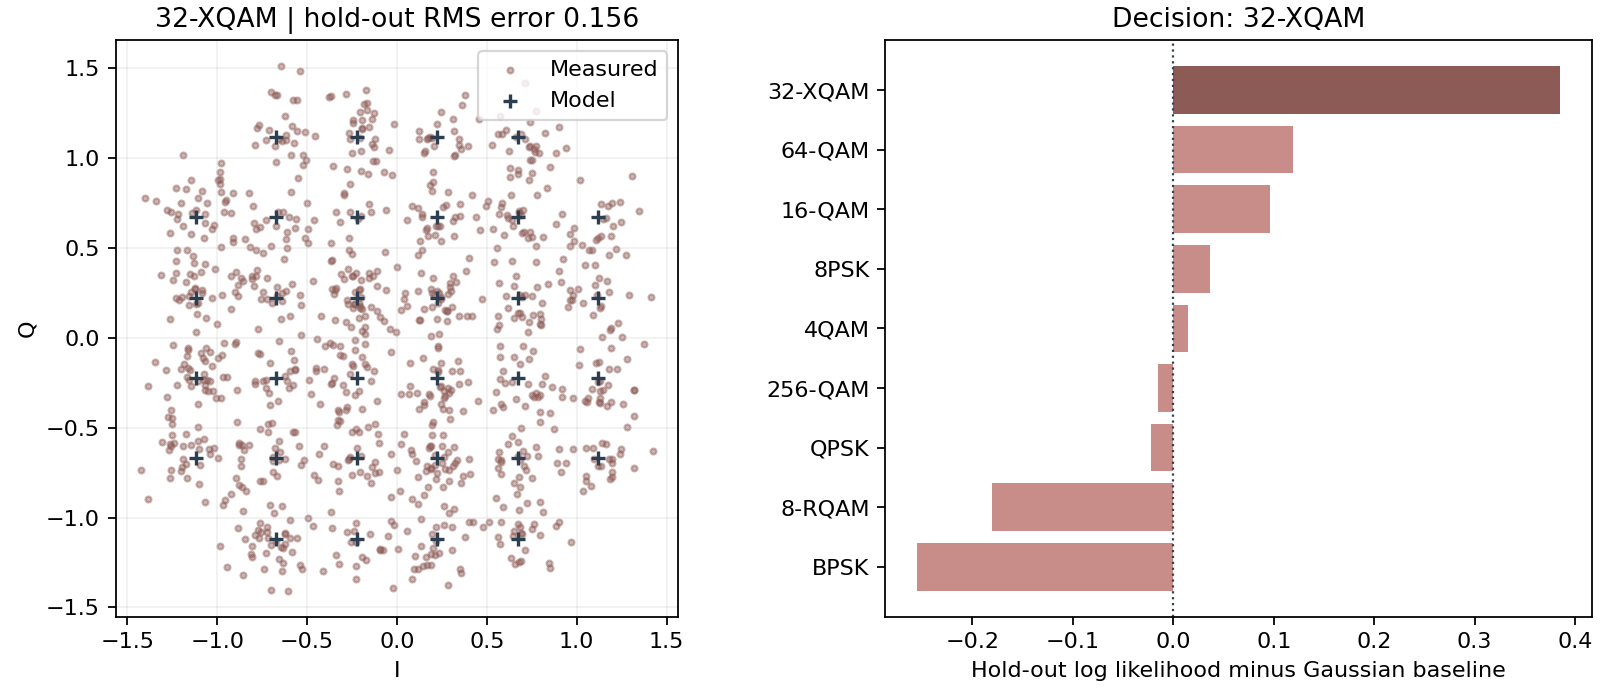 32-XQAM | hold-out RMS error 0.156
Measured
Model
1.5
1.0
0.5
0.0
−0.5
−1.0
−1.5
Q
−1.5
−1.0
−0.5
0.0
0.5
1.0
1.5
I
Decision: 32-XQAM
32-XQAM
64-QAM
16-QAM
8PSK
4QAM
256-QAM
QPSK
8-RQAM
BPSK
−0.2
−0.1
0.0
0.1
0.2
0.3
0.4
Hold-out log likelihood minus Gaussian baseline